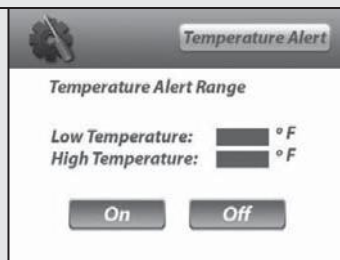 Temperature Alert
Temperature Alert Range
Low Temperature: ° F
High Temperature: ° F
On Off